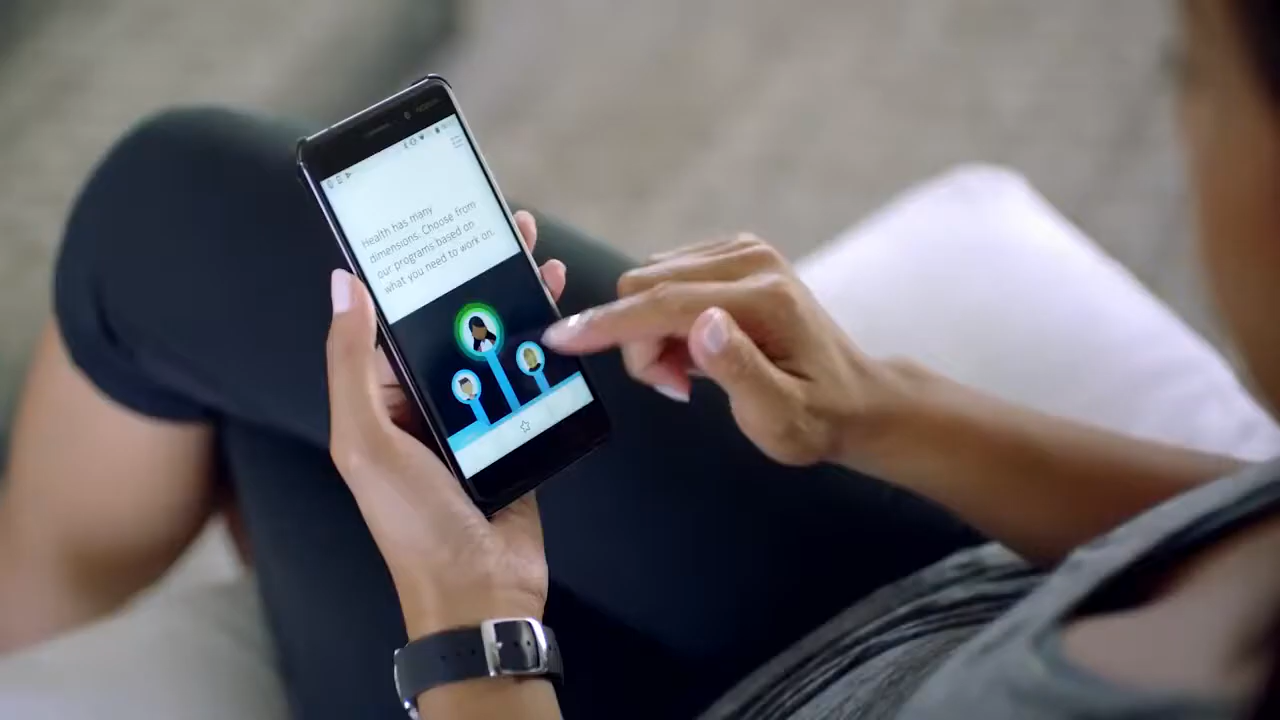 Health has many
dimensions. Choose from
our programs based on
what you need to work on.